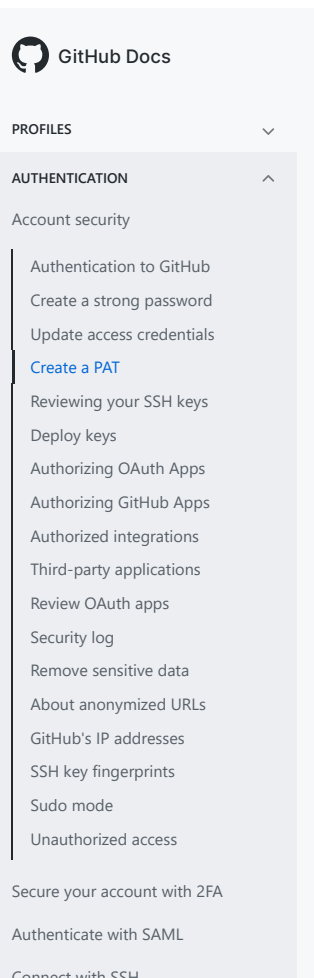 GitHub Docs
PROFILES
AUTHENTICATION
Account security
Authentication to GitHub
Create a strong password
Update access credentials
Create a PAT
Reviewing your SSH keys
Deploy keys
Authorizing OAuth Apps
Authorizing GitHub Apps
Authorized integrations
Third-party applications
Review OAuth apps
Security log
Remove sensitive data
About anonymized URLs
GitHub's IP addresses
SSH key fingerprints
Sudo mode
Unauthorized access
Secure your account with 2FA
Authenticate with SAML
Connect with SSH